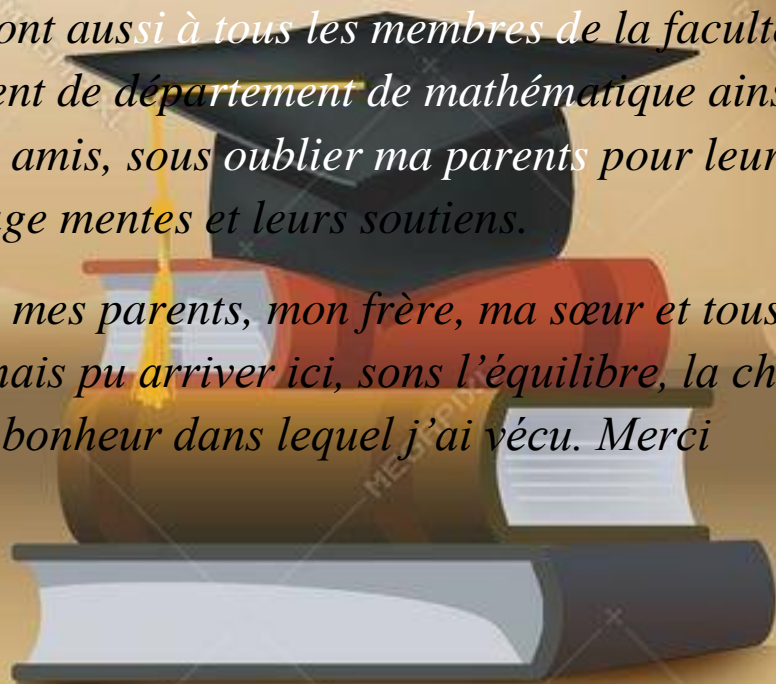 ont aussi à tous les membres de la faculté
ent de département de mathématique ains
amis, sous oublier ma parents pour leur
ge mentes et leurs soutiens.
mes parents, mon frère, ma sœur et tous
mais pu arriver ici, sons l’équilibre, la ch
bonheur dans lequel j’ai vécu. Merci
MEGAPIXL